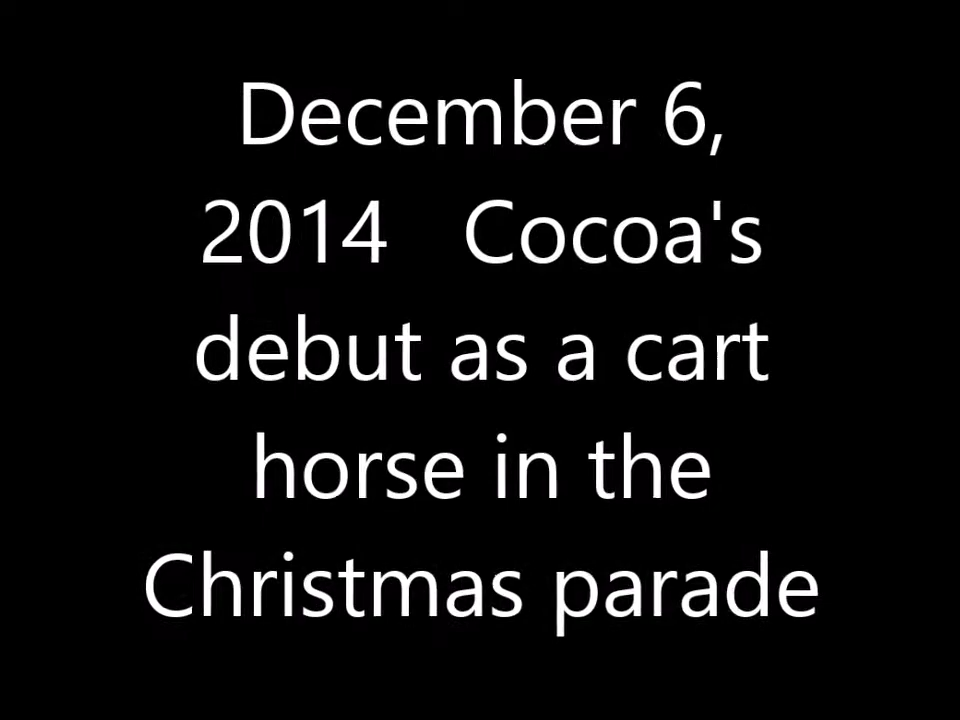 December 6,
2014   Cocoa's
debut as a cart
horse in the
Christmas parade